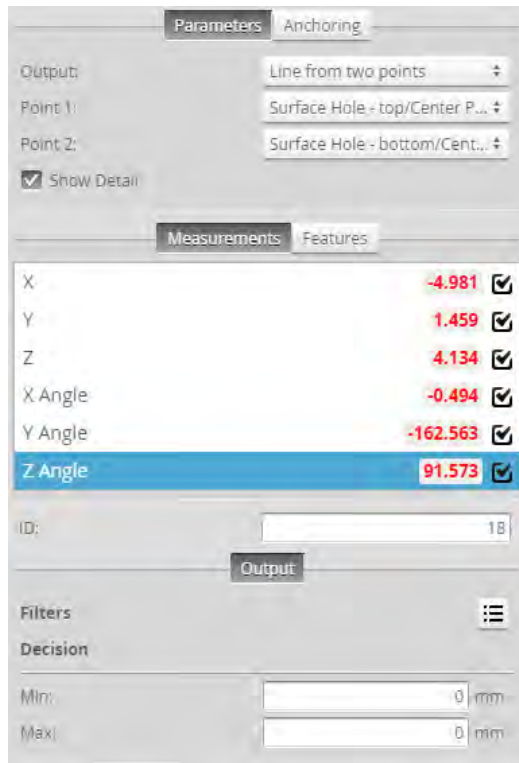 Parameters Anchoring
Output: Line from two points
Point 1: Surface Hole - top/Center P...
Point 2: Surface Hole - bottom/Cent...
Show Detail
Measurements Features
X -4.981
Y 1.459
Z 4.134
X Angle -0.494
Y Angle -162.563
Z Angle 91.573
ID: 18
Output
Filters
Decision
Min: 0 mm
Max: 0 mm